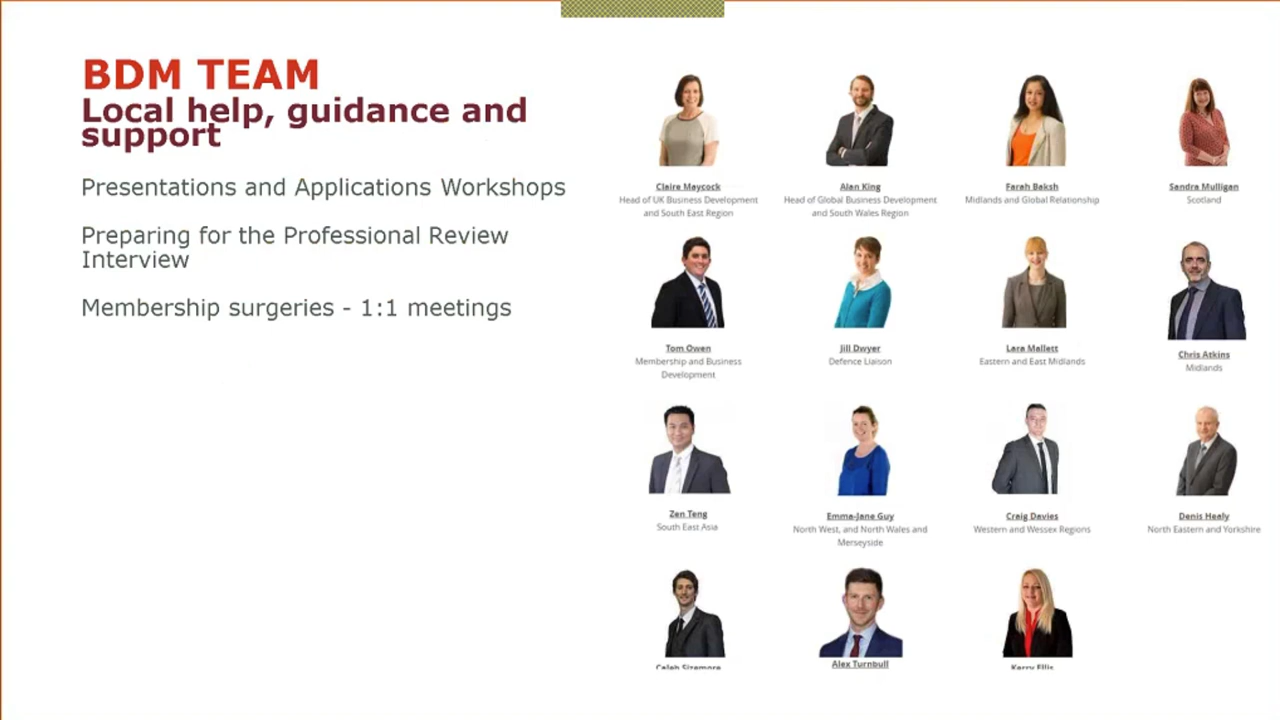 BDM TEAM
Local help, guidance and
support
Presentations and Applications Workshops
Preparing for the Professional Review
Interview
Membership surgeries - 1:1 meetings
Claire Maycock
Head of UK Business Development
and South East Region
Alan King
Head of Global Business Development
and South Wales Region
Farah Baksh
Midlands and Global Relationship
Sandra Mulligan
Scotland
Tom Owen
Membership and Business
Development
Jill Dwyer
Defence Liaison
Lara Mallett
Eastern and East Midlands
Chris Atkins
Midlands
Zen Teng
South East Asia
Emma-Jane Guy
North West, and North Wales and
Merseyside
Craig Davies
Western and Wessex Regions
Denis Healy
North Eastern and Yorkshire
Caleb Sizemore
Alex Turnbull
Kerry Ellis